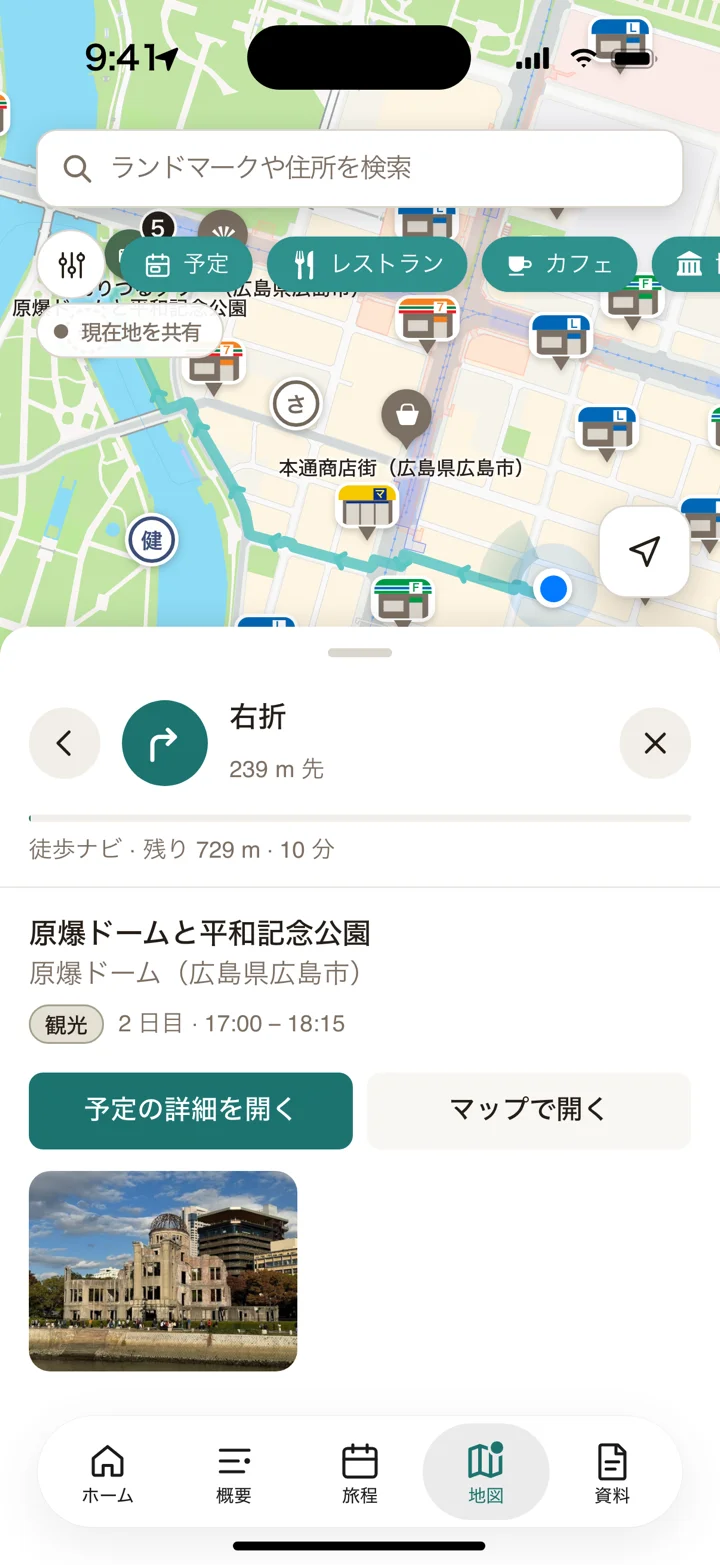 9:41
ランドマークや住所を検索
5
予定
レストラン
カフェ
原爆ドームと平和記念公園
現在地を共有
さ
本通商店街（広島県広島市）
健
右折
239 m 先
徒歩ナビ · 残り 729 m · 10 分
原爆ドームと平和記念公園
原爆ドーム（広島県広島市）
観光
2 日目 · 17:00 – 18:15
予定の詳細を開く
マップで開く
ホーム
概要
旅程
地図
資料